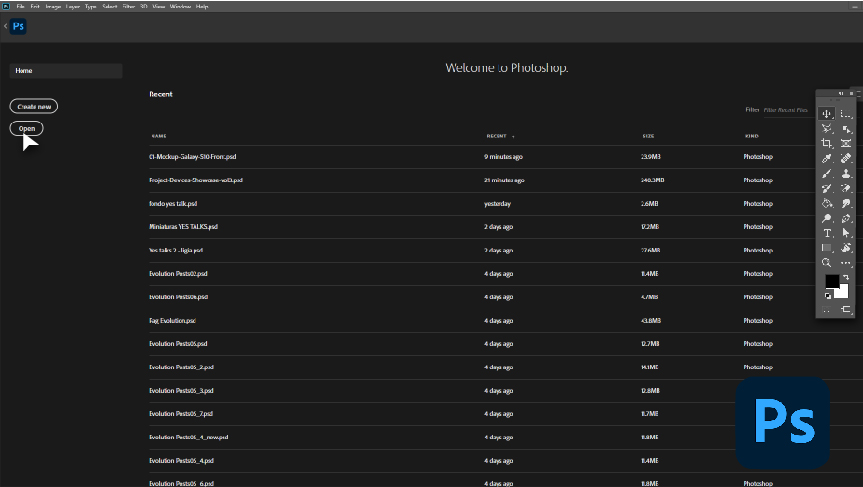 Ps File Edit Image Layer Type Select Filter 3D View Window Help
Ps
Home
Welcome to Photoshop.
Recent
Create new
Filter Filter Recent Files
Open
NAME RECENT SIZE KIND
C1-Mockup-Galaxy-S10-Front.psd 9 minutes ago 23.9MB Photoshop
Project-Devices-Showcase-vol3.psd 21 minutes ago Photoshop
fondo yes talk.psd yesterday 2.6MB Photoshop
Miniaturas YES TALKS.psd 2 days ago 17.2MB Photoshop
Yes talks 2 - ligia.psd 2 days ago 27.6MB Photoshop
Evolution Pests02.psd 4 days ago 11.4MB Photoshop
Evolution Pests06.psd 4 days ago 4.7MB Photoshop
Evolution.psd 4 days ago 43.8MB Photoshop
Evolution Pests05.psd 4 days ago 12.7MB Photoshop
Evolution Pests05_2.psd 4 days ago 14.1MB Photoshop
Evolution Pests05_3.psd 4 days ago 12.8MB Photoshop
Evolution Pests05_7.psd 4 days ago 11.7MB Photoshop
Evolution Pests05_4_new.psd 4 days ago 11.8MB Photoshop
Evolution Pests05_4.psd 4 days ago 11.4MB Photoshop
Evolution Pests05_6.psd 4 days ago 11.8MB Photoshop
Ps